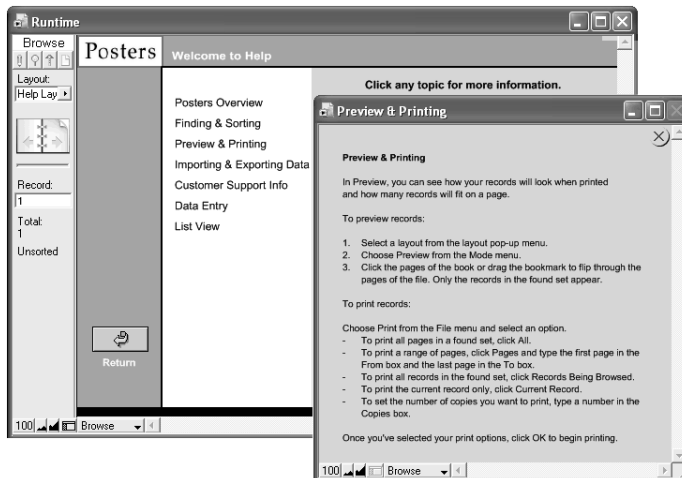 Runtime
Browse
Posters
Welcome to Help
Layout:
Help Lay
Click any topic for more information.
Posters Overview
Finding & Sorting
Preview & Printing
Importing & Exporting Data
Customer Support Info
Data Entry
List View
Record:
1
Total:
1
Unsorted
Return
100
Browse
Preview & Printing
Preview & Printing
In Preview, you can see how your records will look when printed
and how many records will fit on a page.
To preview records:
1. Select a layout from the layout pop-up menu.
2. Choose Preview from the Mode menu.
3. Click the pages of the book or drag the bookmark to flip through the
pages of the file. Only the records in the found set appear.
To print records:
Choose Print from the File menu and select an option.
- To print all pages in a found set, click All.
- To print a range of pages, click Pages and type the first page in the
From box and the last page in the To box.
- To print all records in the found set, click Records Being Browsed.
- To print the current record only, click Current Record.
- To set the number of copies you want to print, type a number in the
Copies box.
Once you've selected your print options, click OK to begin printing.
100
Browse